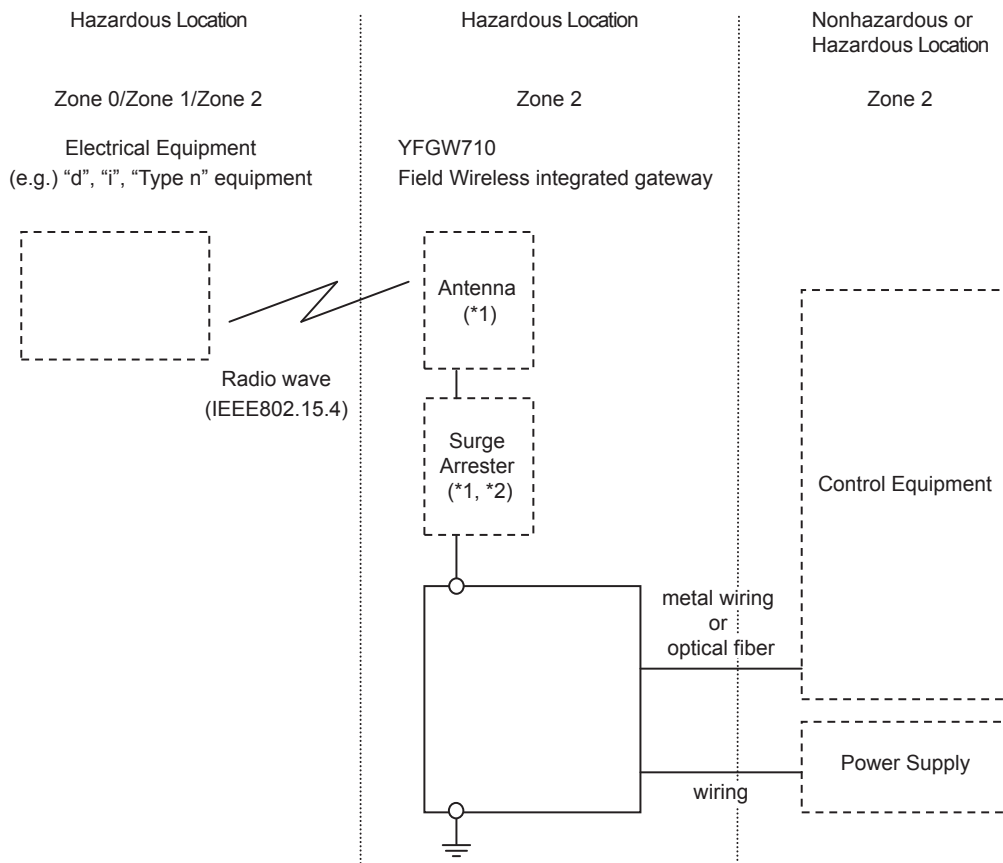 Hazardous Location
Zone 0/Zone 1/Zone 2
Electrical Equipment
(e.g.) “d”, “i”, “Type n” equipment
Radio wave
(IEEE802.15.4)
Hazardous Location
Zone 2
YFGW710
Field Wireless integrated gateway
Antenna
(*1)
Surge
Arrester
(*1, *2)
metal wiring
or
optical fiber
wiring
Nonhazardous or
Hazardous Location
Zone 2
Control Equipment
Power Supply